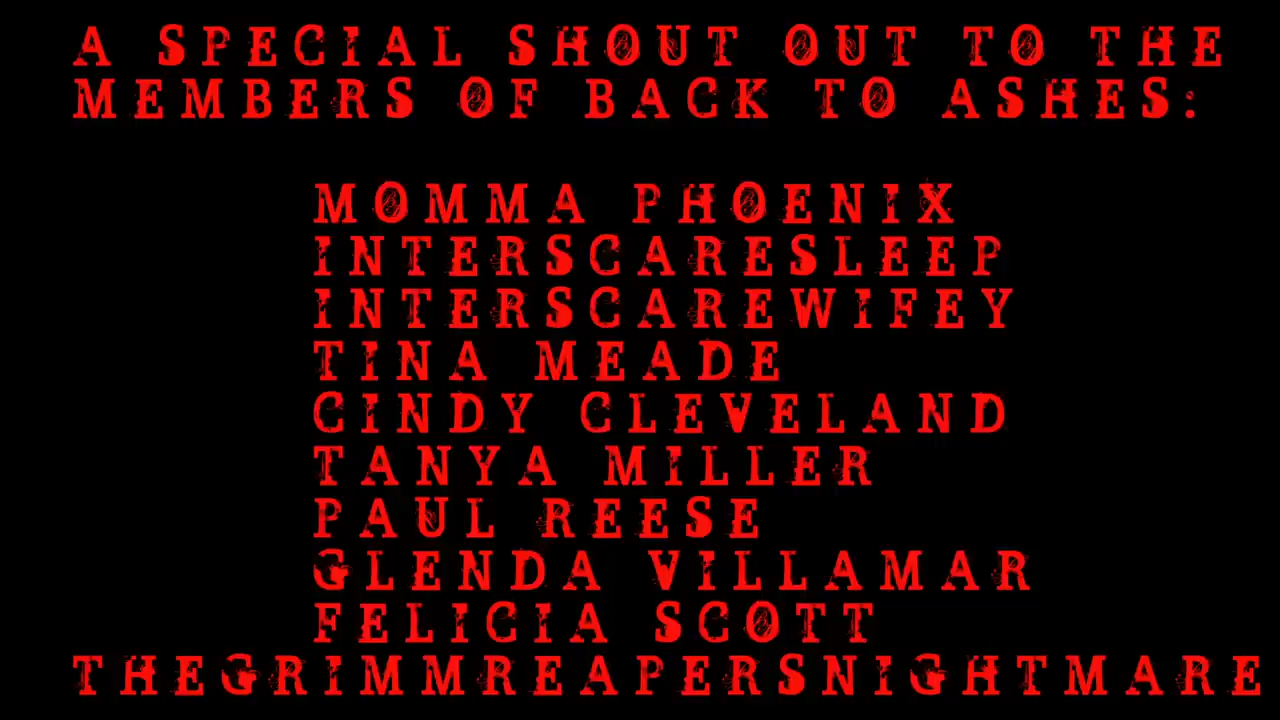 A SPECIAL SHOUT OUT TO THE
MEMBERS OF BACK TO ASHES:
MOMMA PHOENIX
INTERSCARESLEEP
INTERSCAREWIFEY
TINA MEADE
CINDY CLEVELAND
TANYA MILLER
PAUL REESE
GLENDA VILLAMAR
FELICIA SCOTT
THEGRIMMREAPERSNIGHTMARE